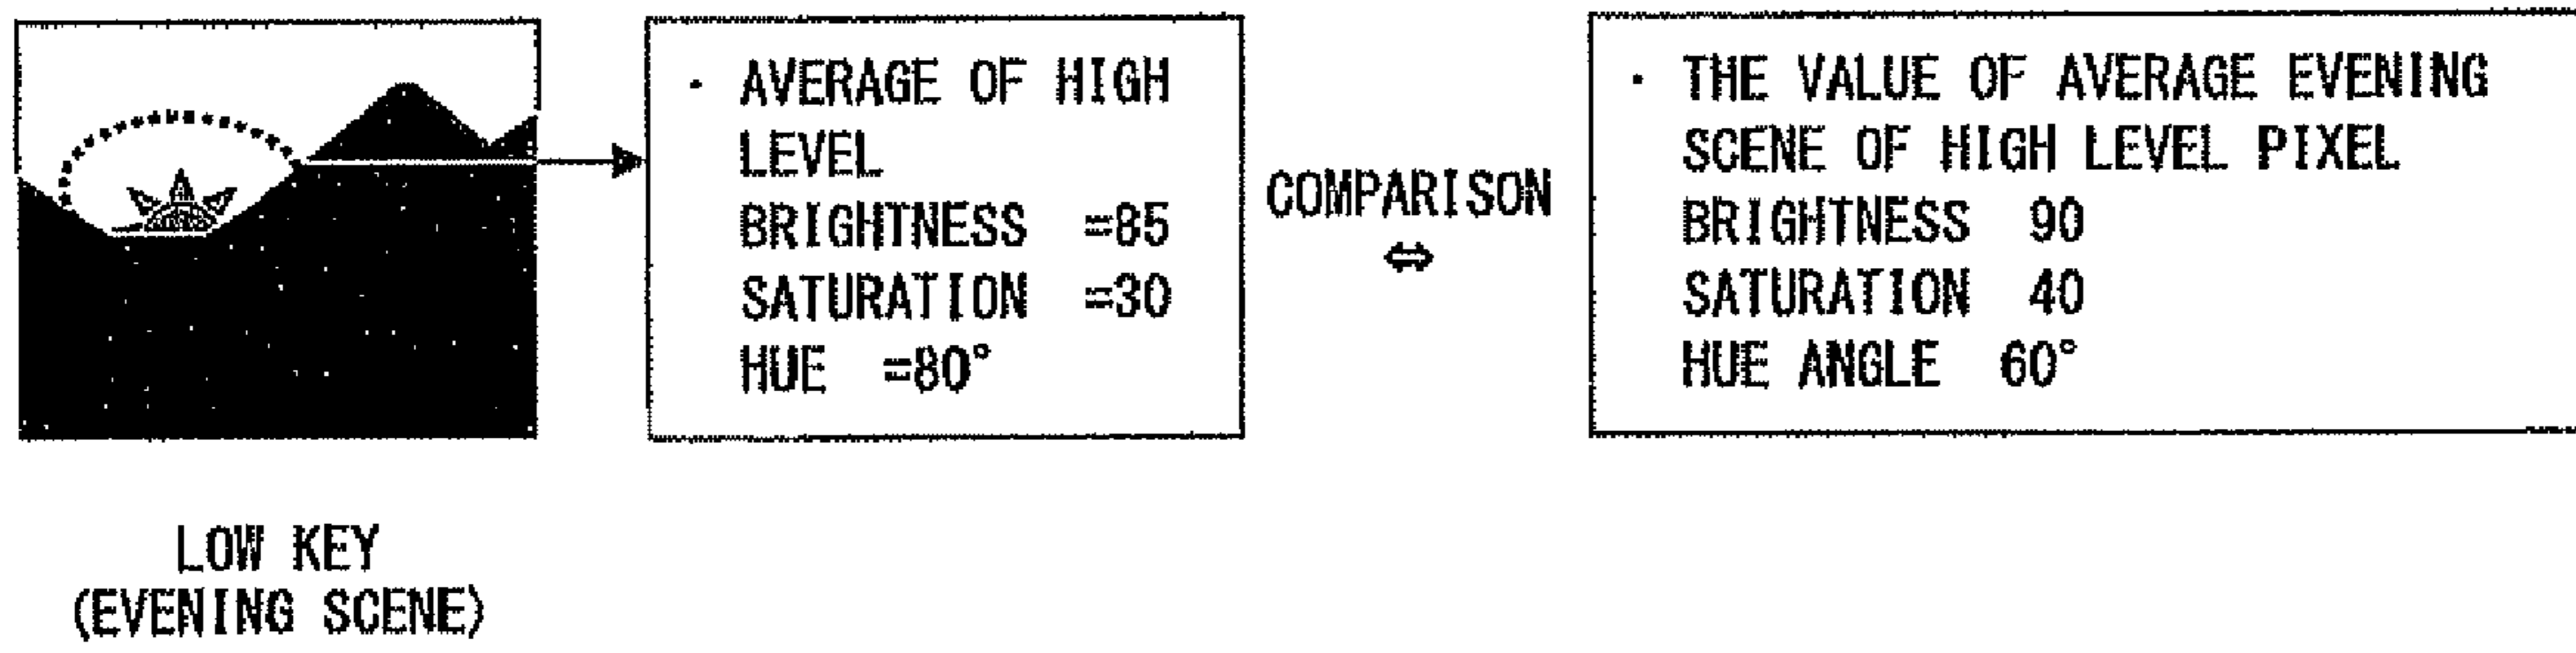 · AVERAGE OF HIGH
LEVEL
BRIGHTNESS =85
SATURATION =30
HUE =80°
COMPARISON
⇔
· THE VALUE OF AVERAGE EVENING
SCENE OF HIGH LEVEL PIXEL
BRIGHTNESS 90
SATURATION 40
HUE ANGLE 60°
LOW KEY
(EVENING SCENE)